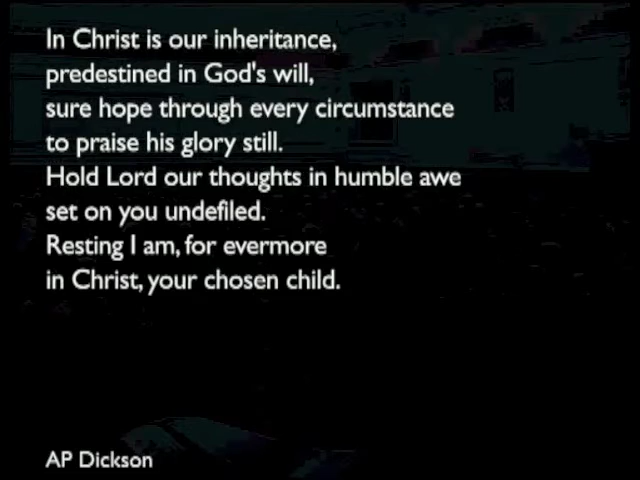 In Christ is our inheritance,
predestined in God's will,
sure hope through every circumstance
to praise his glory still.
Hold Lord our thoughts in humble awe
set on you undefiled.
Resting I am, for evermore
in Christ, your chosen child.
AP Dickson